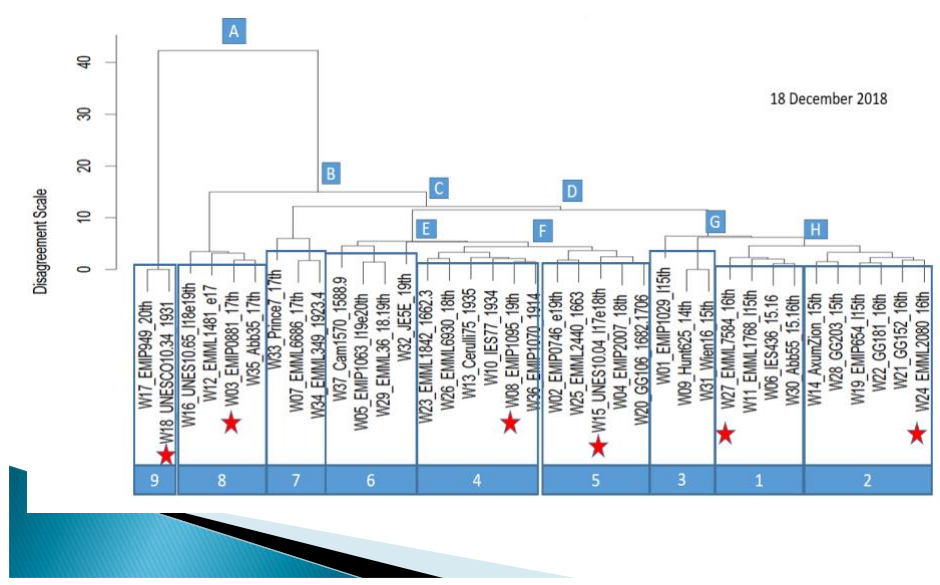 A
40
30
20
10
0
Disagreement Scale
18 December 2018
B
C
D
E
F
G
H
W17_EMIP949_20th
W18_UNESCO10.34_1931
W16_UNES10.65_l18e19th
W12_EMML1481_e17
W03_EMIP0881_17th
W35_Abb35_17th
W33_Prince7_17th
W07_EMML6686_17th
W34_EMML349_1923.4
W37_Cam1570_1588.9
W05_EMIP1063_l19e20th
W29_EMML36_18.19th
W32_JE5E_19th
W23_EMML1842_1662.3
W26_EMML6930_18th
W13_Cerulli75_1935
W10_IES77_1934
W08_EMIP1095_19th
W36_EMIP1070_1914
W02_EMIP0746_e19th
W25_EMML2440_1663
W15_UNES10.04_l17e18th
W04_EMIP2007_18th
W20_GG106_1682.1706
W01_EMIP1029_l15th
W09_Hunt625_14th
W31_Wien16_15th
W27_EMML7584_16th
W11_EMML1768_l15th
W06_IES436_15.16
W30_Abb55_15.16th
W14_AxumZion_15th
W28_GG203_15th
W19_EMIP654_l15th
W22_GG181_16th
W21_GG152_16th
W24_EMML2080_16th
9
8
7
6
4
5
3
1
2